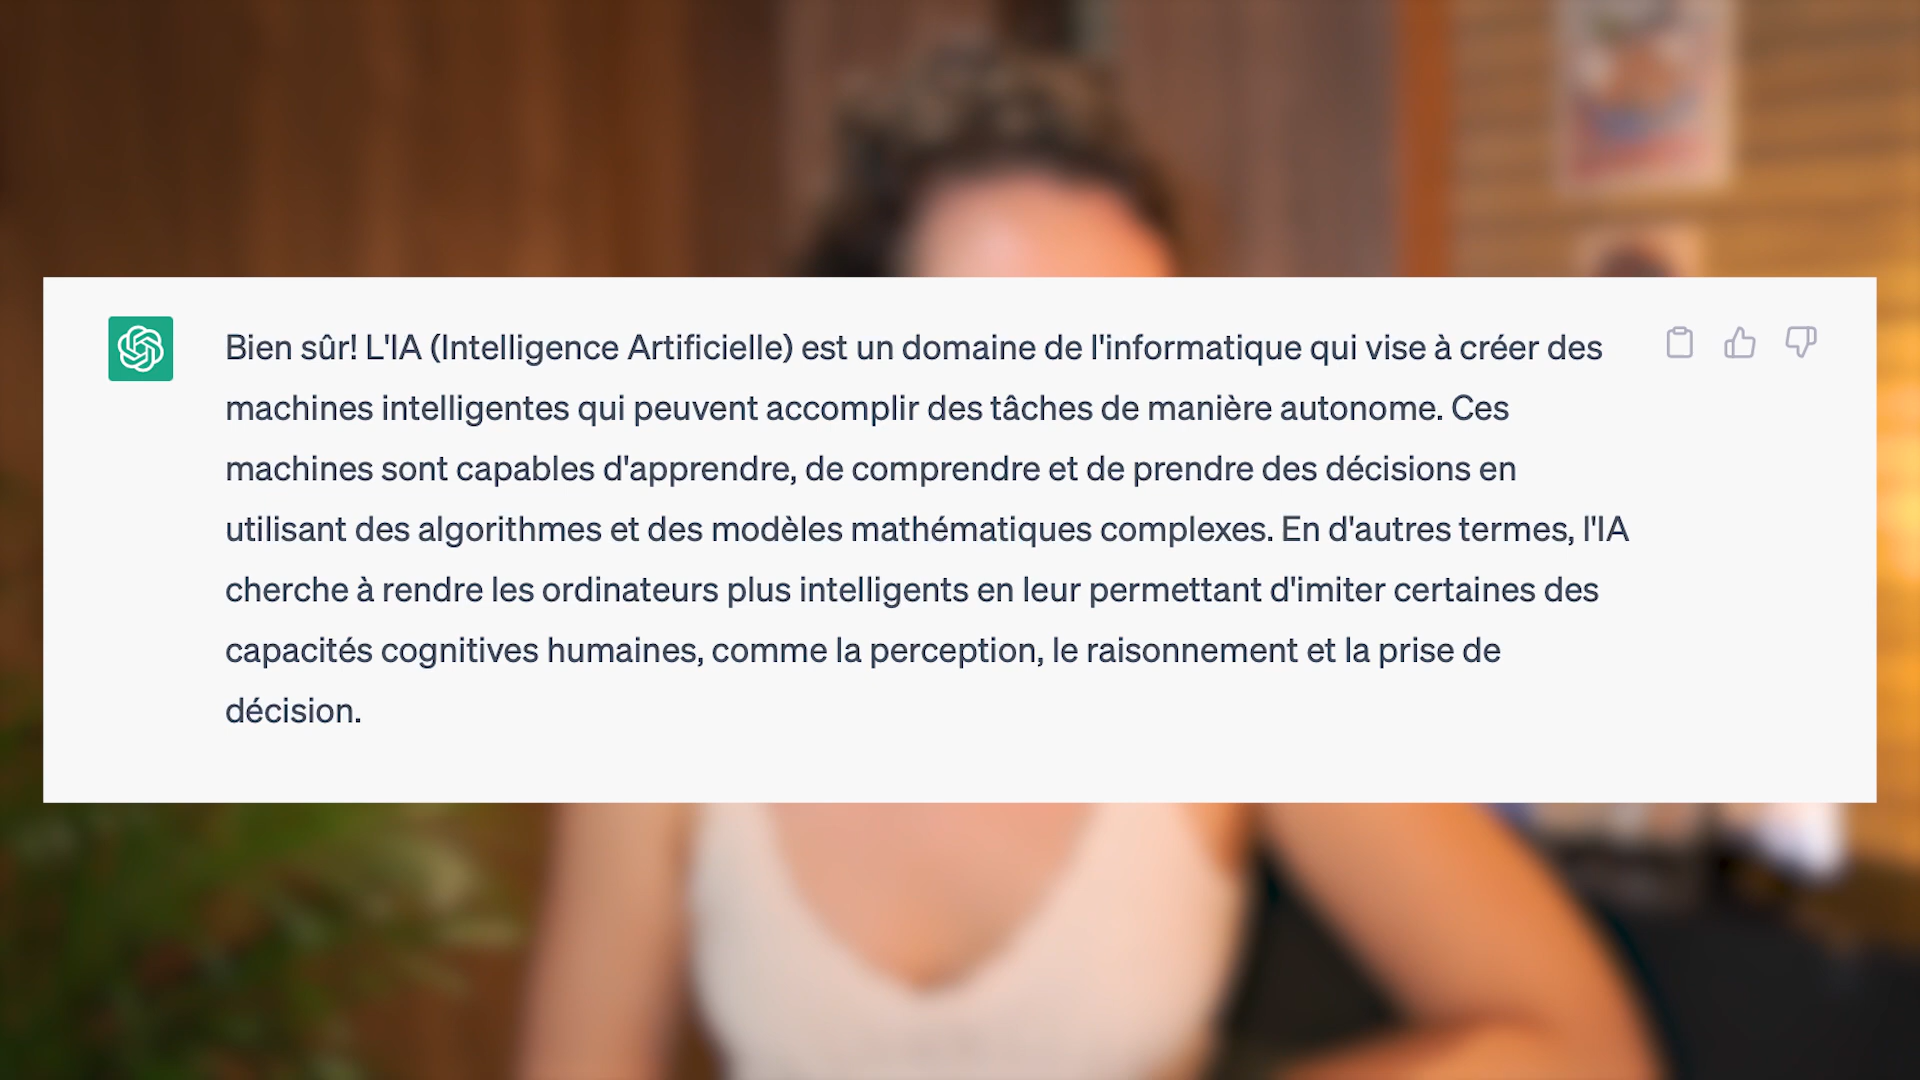 Bien sûr! L'IA (Intelligence Artificielle) est un domaine de l'informatique qui vise à créer des
machines intelligentes qui peuvent accomplir des tâches de manière autonome. Ces
machines sont capables d'apprendre, de comprendre et de prendre des décisions en
utilisant des algorithmes et des modèles mathématiques complexes. En d'autres termes, l'IA
cherche à rendre les ordinateurs plus intelligents en leur permettant d'imiter certaines des
capacités cognitives humaines, comme la perception, le raisonnement et la prise de
décision.